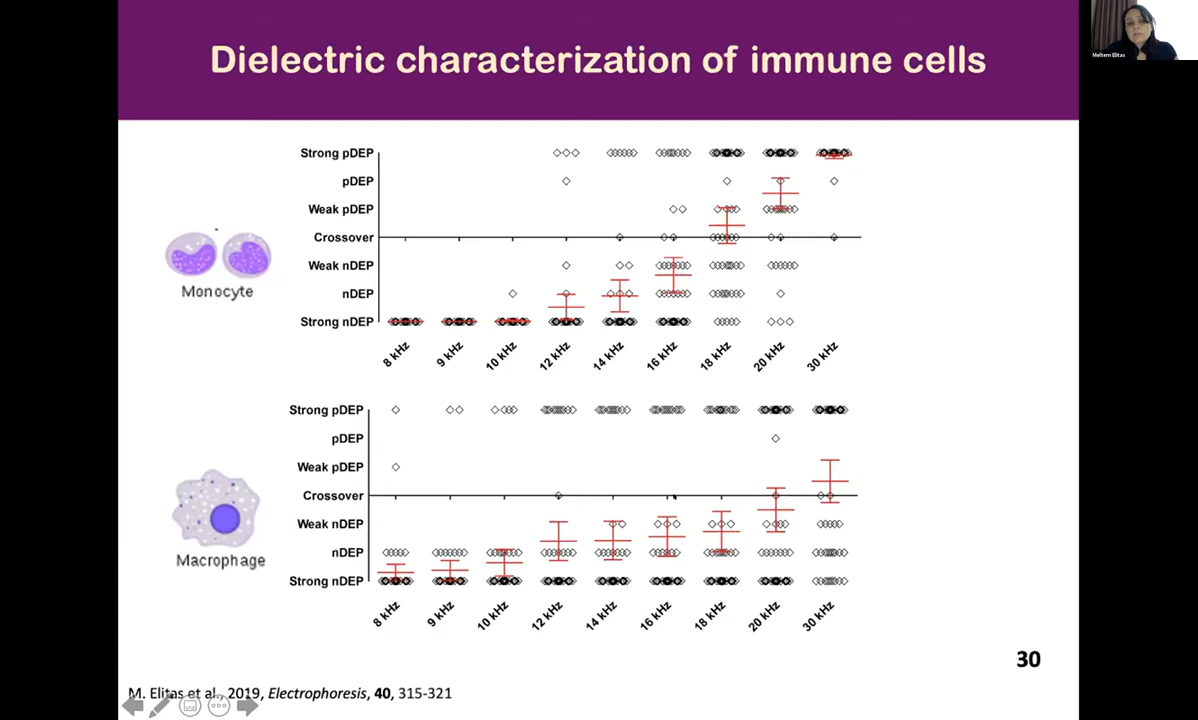 Dielectric characterization of immune cells
Meltem Elitas
Strong pDEP
pDEP
Weak pDEP
Crossover
Weak nDEP
nDEP
Strong nDEP
8 kHz
9 kHz
10 kHz
12 kHz
14 kHz
16 kHz
18 kHz
20 kHz
30 kHz
Monocyte
Strong pDEP
pDEP
Weak pDEP
Crossover
Weak nDEP
nDEP
Strong nDEP
8 kHz
9 kHz
10 kHz
12 kHz
14 kHz
16 kHz
18 kHz
20 kHz
30 kHz
Macrophage
30
M. Elitas et al., 2019, Electrophoresis, 40, 315-321